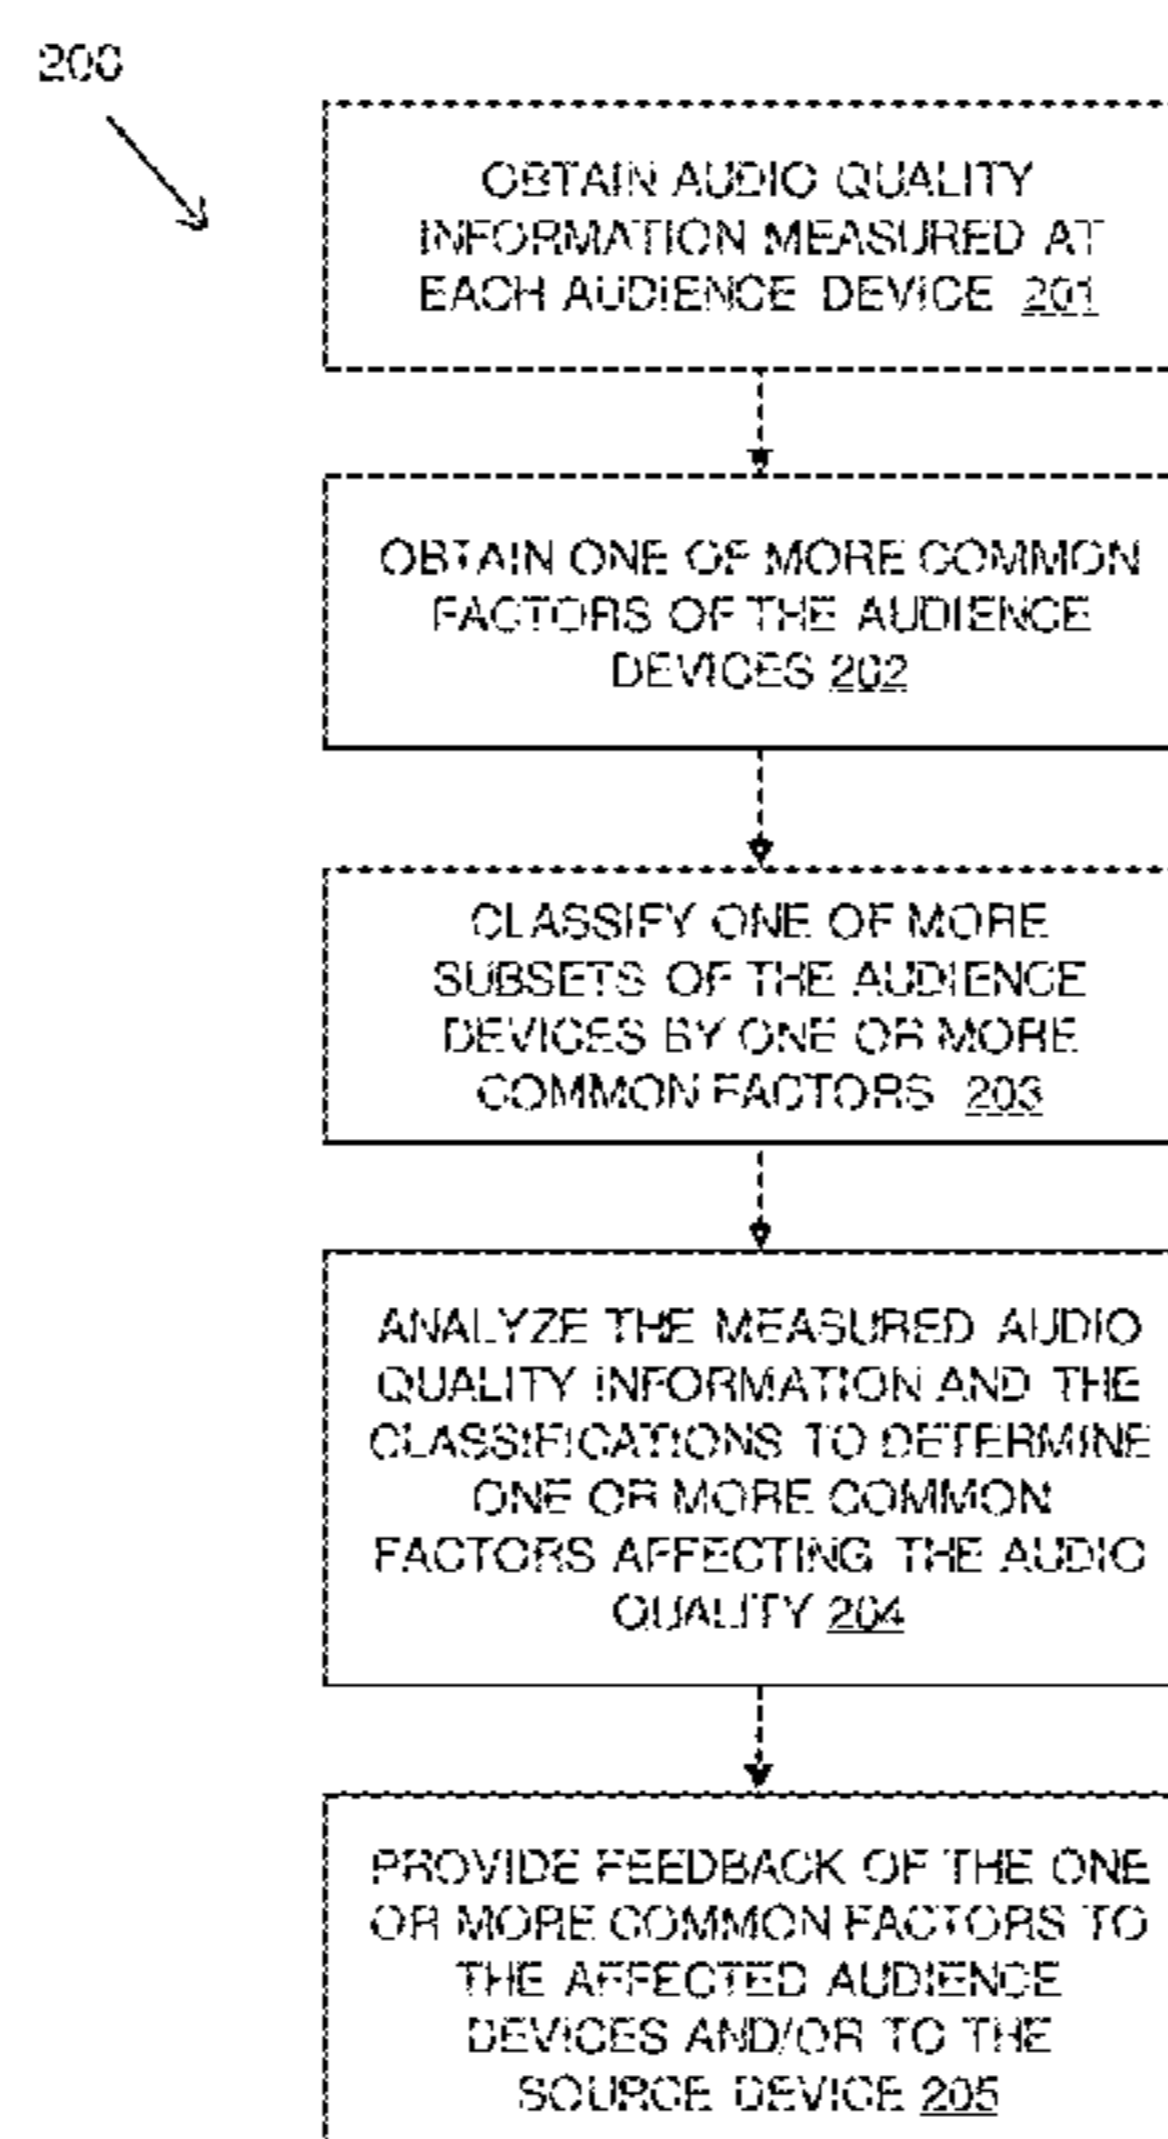 200
OBTAIN AUDIO QUALITY
INFORMATION MEASURED AT
EACH AUDIENCE DEVICE 201
OBTAIN ONE OF MORE COMMON
FACTORS OF THE AUDIENCE
DEVICES 202
CLASSIFY ONE OF MORE
SUBSETS OF THE AUDIENCE
DEVICES BY ONE OR MORE
COMMON FACTORS 203
ANALYZE THE MEASURED AUDIO
QUALITY INFORMATION AND THE
CLASSIFICATIONS TO DETERMINE
ONE OR MORE COMMON
FACTORS AFFECTING THE AUDIO
QUALITY 204
PROVIDE FEEDBACK OF THE ONE
OR MORE COMMON FACTORS TO
THE AFFECTED AUDIENCE
DEVICES AND/OR TO THE
SOURCE DEVICE 205